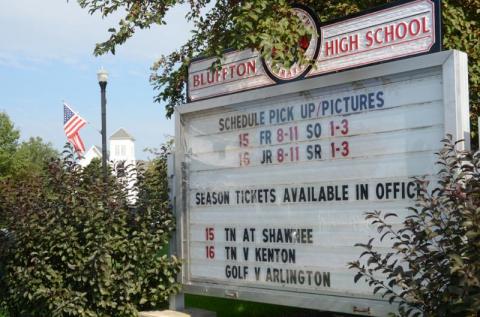 BLUFFTON HIGH SCHOOL
SCHEDULE PICK UP/PICTURES
15 FR 8-11 SO 1-3
16 JR 8-11 SR 1-3
SEASON TICKETS AVAILABLE IN OFFICE
15 TN AT SHAWNEE
16 TN V KENTON
GOLF V ARLINGTON